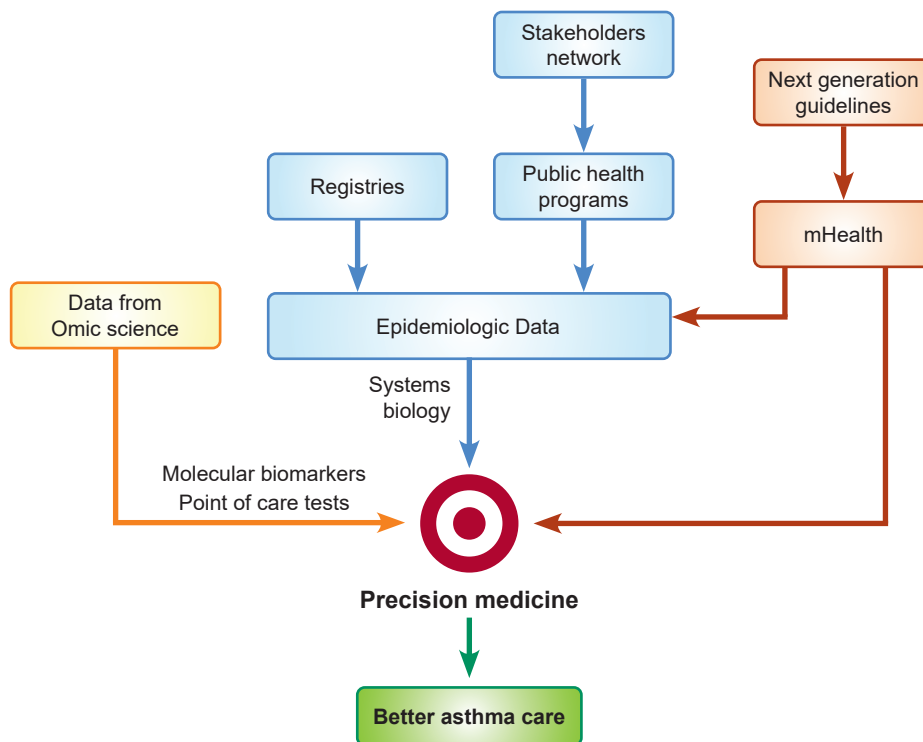 Stakeholders
network
Next generation
guidelines
Registries
Public health
programs
mHealth
Data from
Omic science
Epidemiologic Data
Systems
biology
Molecular biomarkers
Point of care tests
Precision medicine
Better asthma care